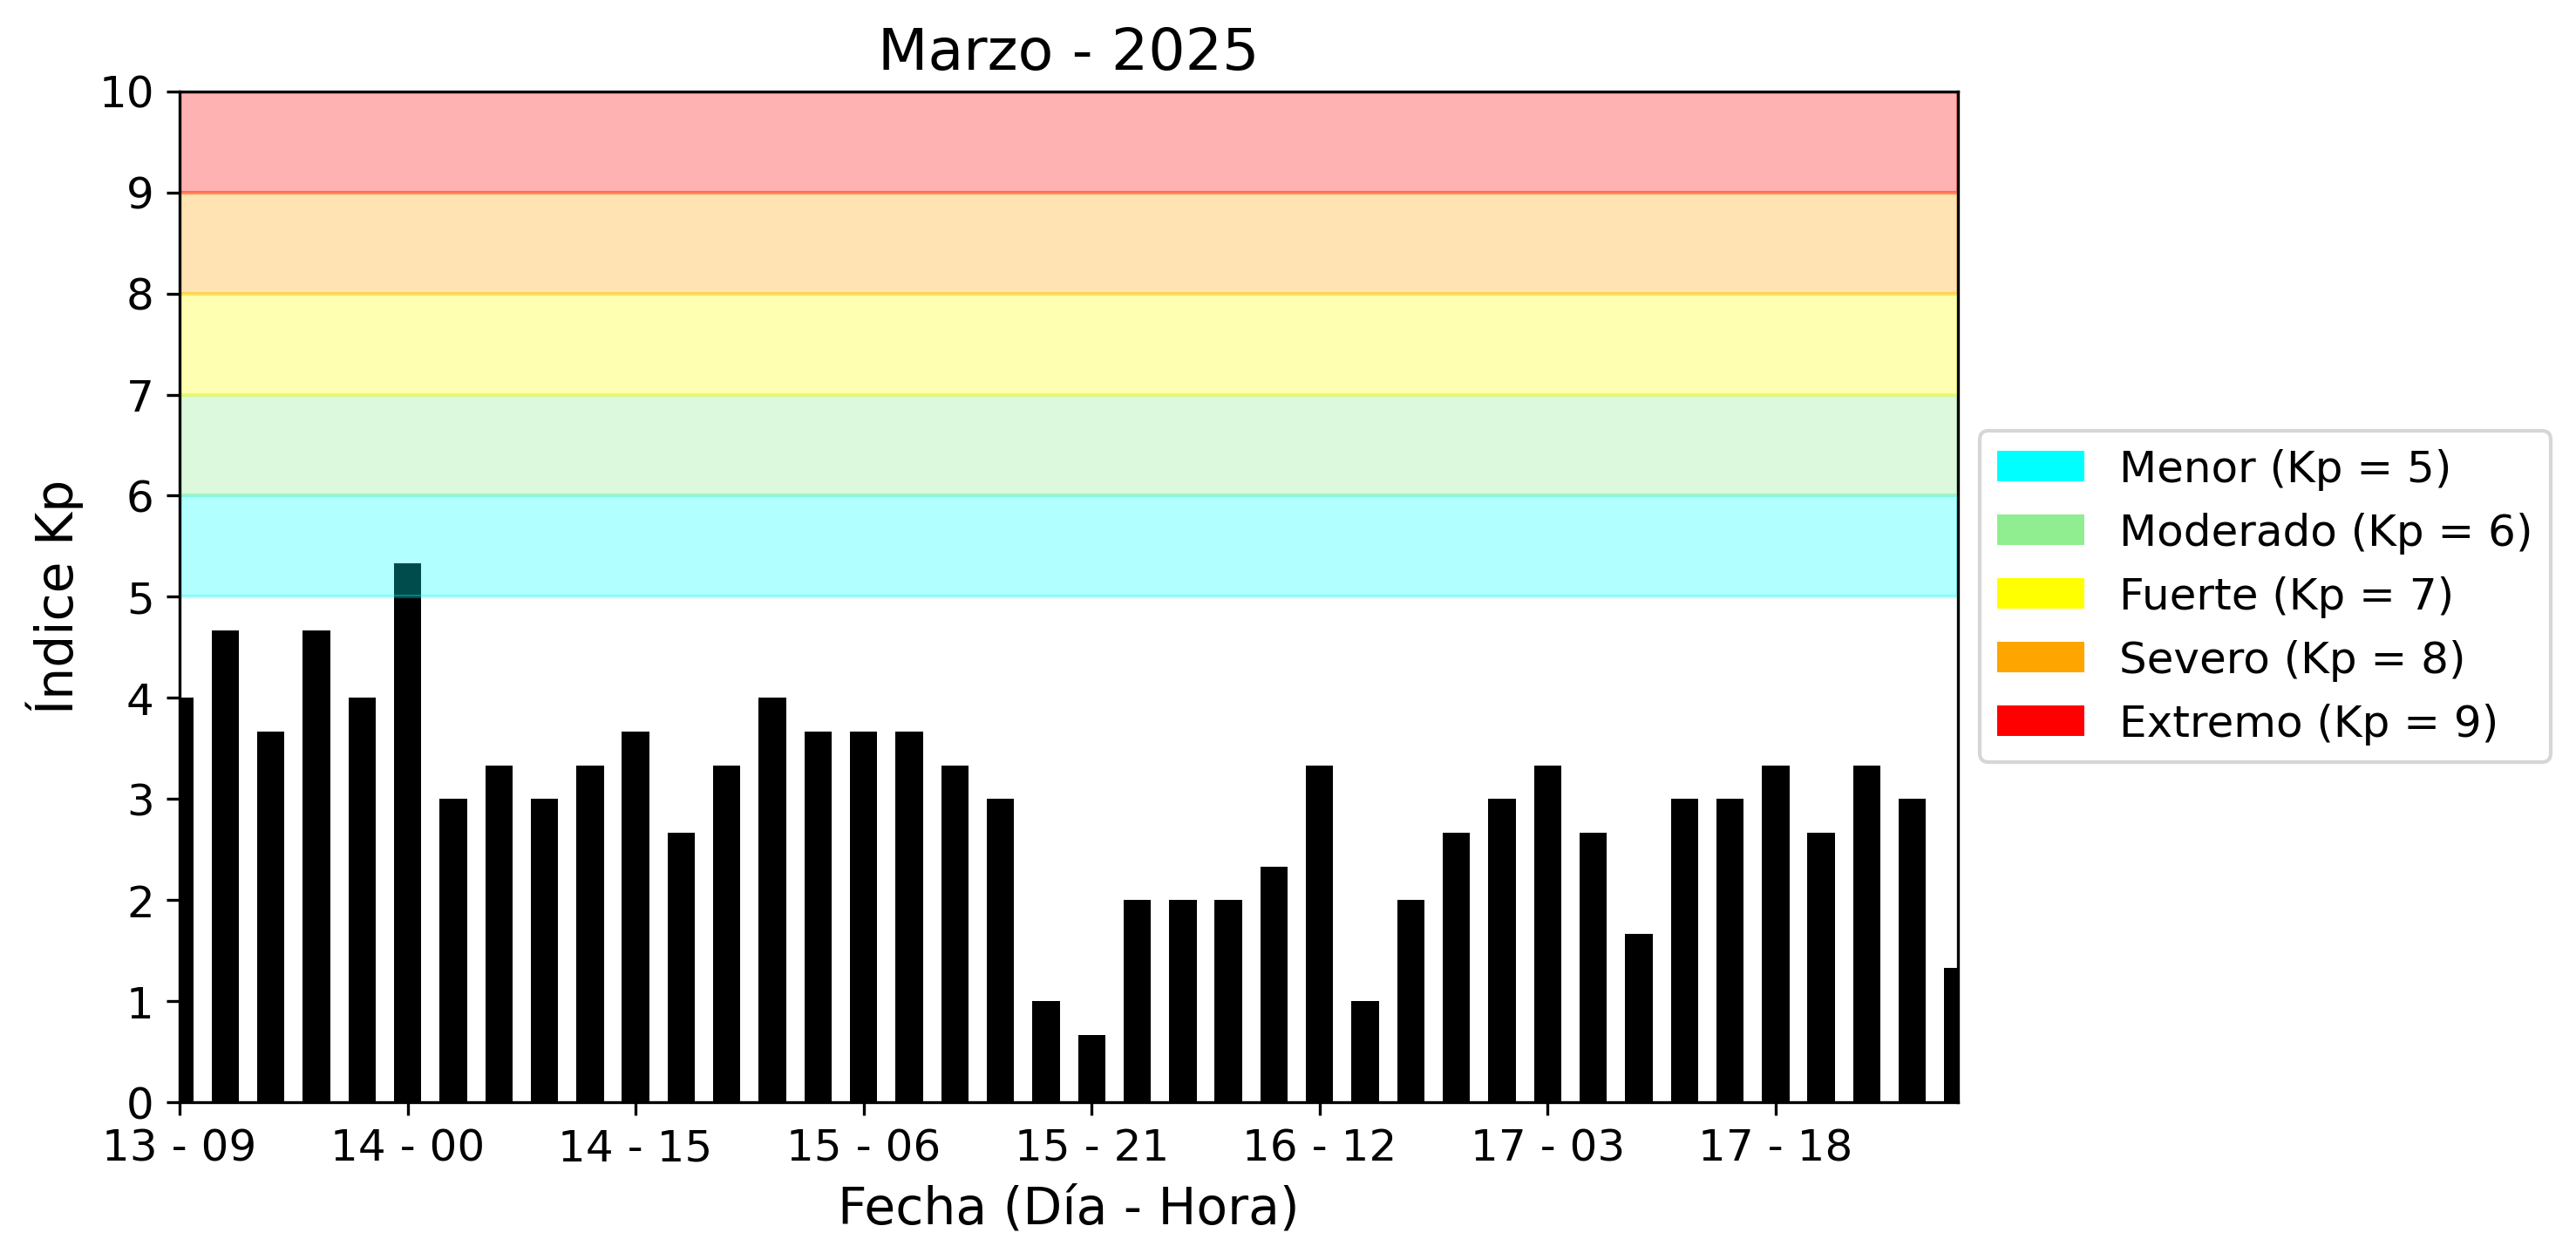 Marzo - 2025
10
9
8
7
6
5
4
3
2
1
0
Índice Kp
13 - 09
14 - 00
14 - 15
15 - 06
15 - 21
16 - 12
17 - 03
17 - 18
Fecha (Día - Hora)
Menor (Kp = 5)
Moderado (Kp = 6)
Fuerte (Kp = 7)
Severo (Kp = 8)
Extremo (Kp = 9)